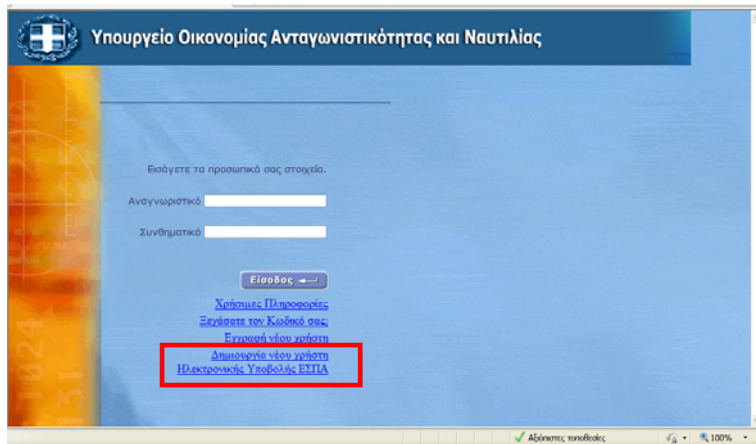 Υπουργείο Οικονομίας Ανταγωνιστικότητας και Ναυτιλίας
Εισάγετε τα προσωπικά σας στοιχεία.
Αναγνωριστικό
Συνθηματικό
Είσοδος
Χρήσιμες Πληροφορίες
Ξεχάσατε τον Κωδικό σας;
Εγγραφή νέου χρήστη
Δημιουργία νέου χρήστη
Ηλεκτρονικής Υποβολής ΕΣΠΑ
Αξιόπιστες τοποθεσίες
100%